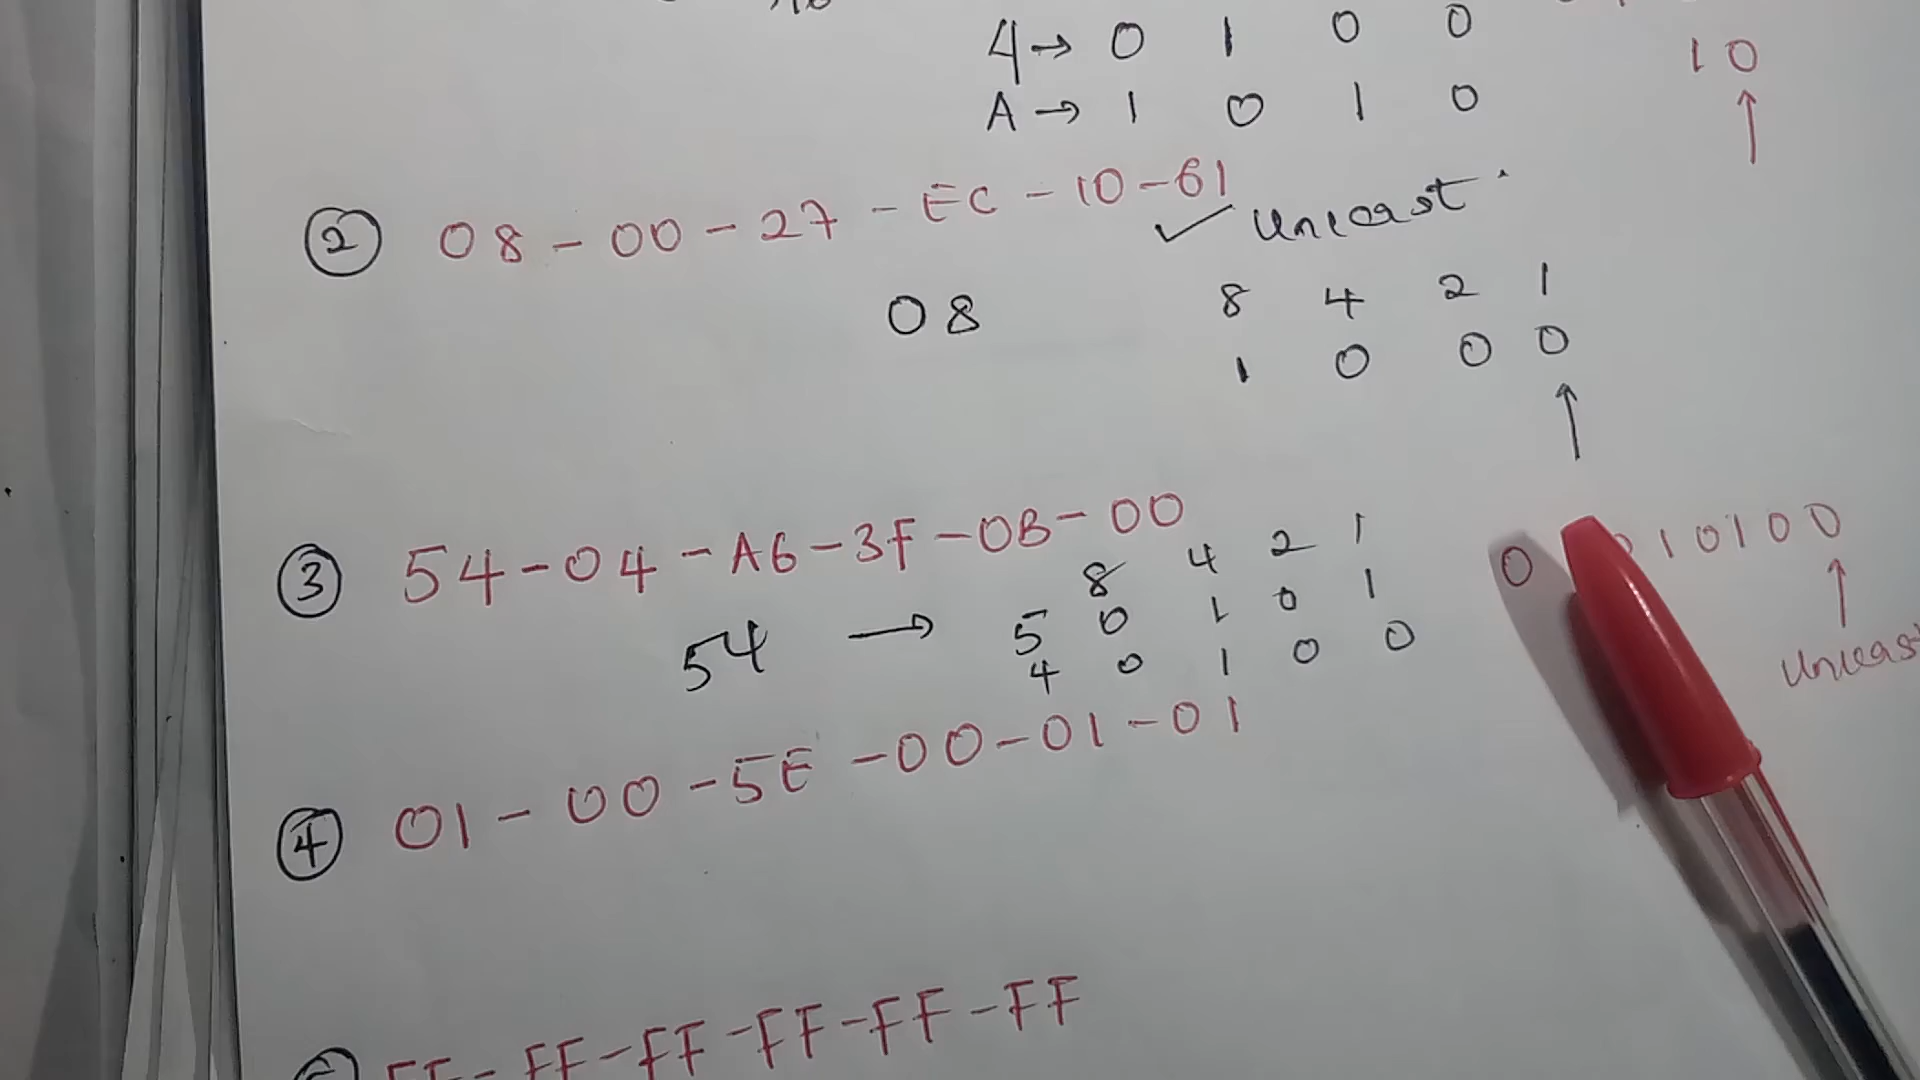 4 → 0 1 0 0
A → 1 0 1 0
10
② 08-00-27-EC-10-61
✓ Unicast
08
8 4 2 1
1 0 0 0
③ 54-04-A6-3F-0B-00
54 →
8 4 2 1
5 0 1 0 1
4 0 1 0 0
0 010100
Unicas
④ 01-00-5E-00-01-01
FF-FF-FF-FF-FF-FF